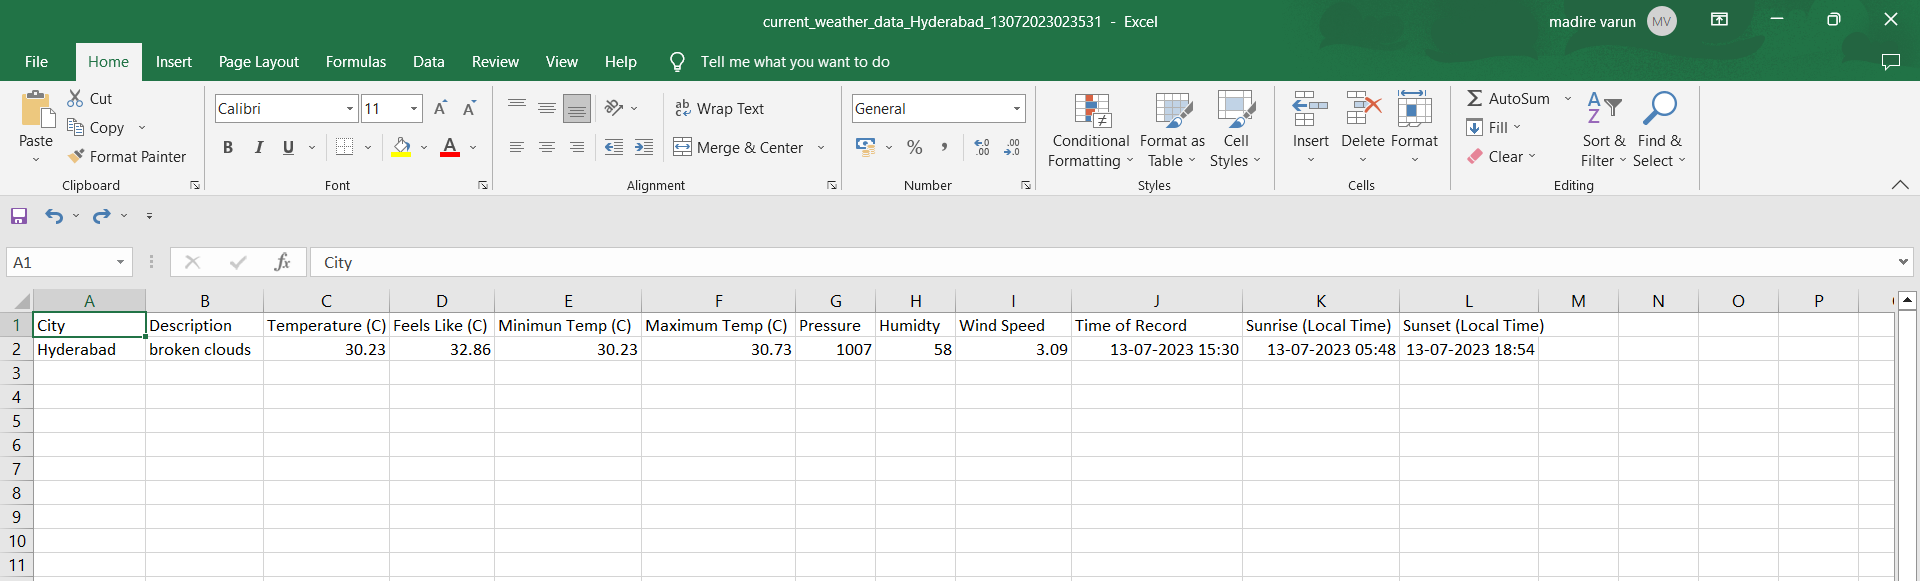 current_weather_data_Hyderabad_13072023023531 - Excel
madire varun MV
File Home Insert Page Layout Formulas Data Review View Help Tell me what you want to do
Paste
Cut
Copy
Format Painter
Clipboard
Calibri 11 A A
B I U A
Font
ab Wrap Text
Merge & Center
Alignment
General
% , .00 .00
Number
Conditional Formatting
Format as Table
Cell Styles
Styles
Insert Delete Format
Cells
AutoSum
Fill
Clear
Sort & Filter
Find & Select
Editing
A1 fx City
A B C D E F G H I J K L M N O P
1 City Description Temperature (C) Feels Like (C) Minimun Temp (C) Maximum Temp (C) Pressure Humidty Wind Speed Time of Record Sunrise (Local Time) Sunset (Local Time)
2 Hyderabad broken clouds 30.23 32.86 30.23 30.73 1007 58 3.09 13-07-2023 15:30 13-07-2023 05:48 13-07-2023 18:54
3
4
5
6
7
8
9
10
11